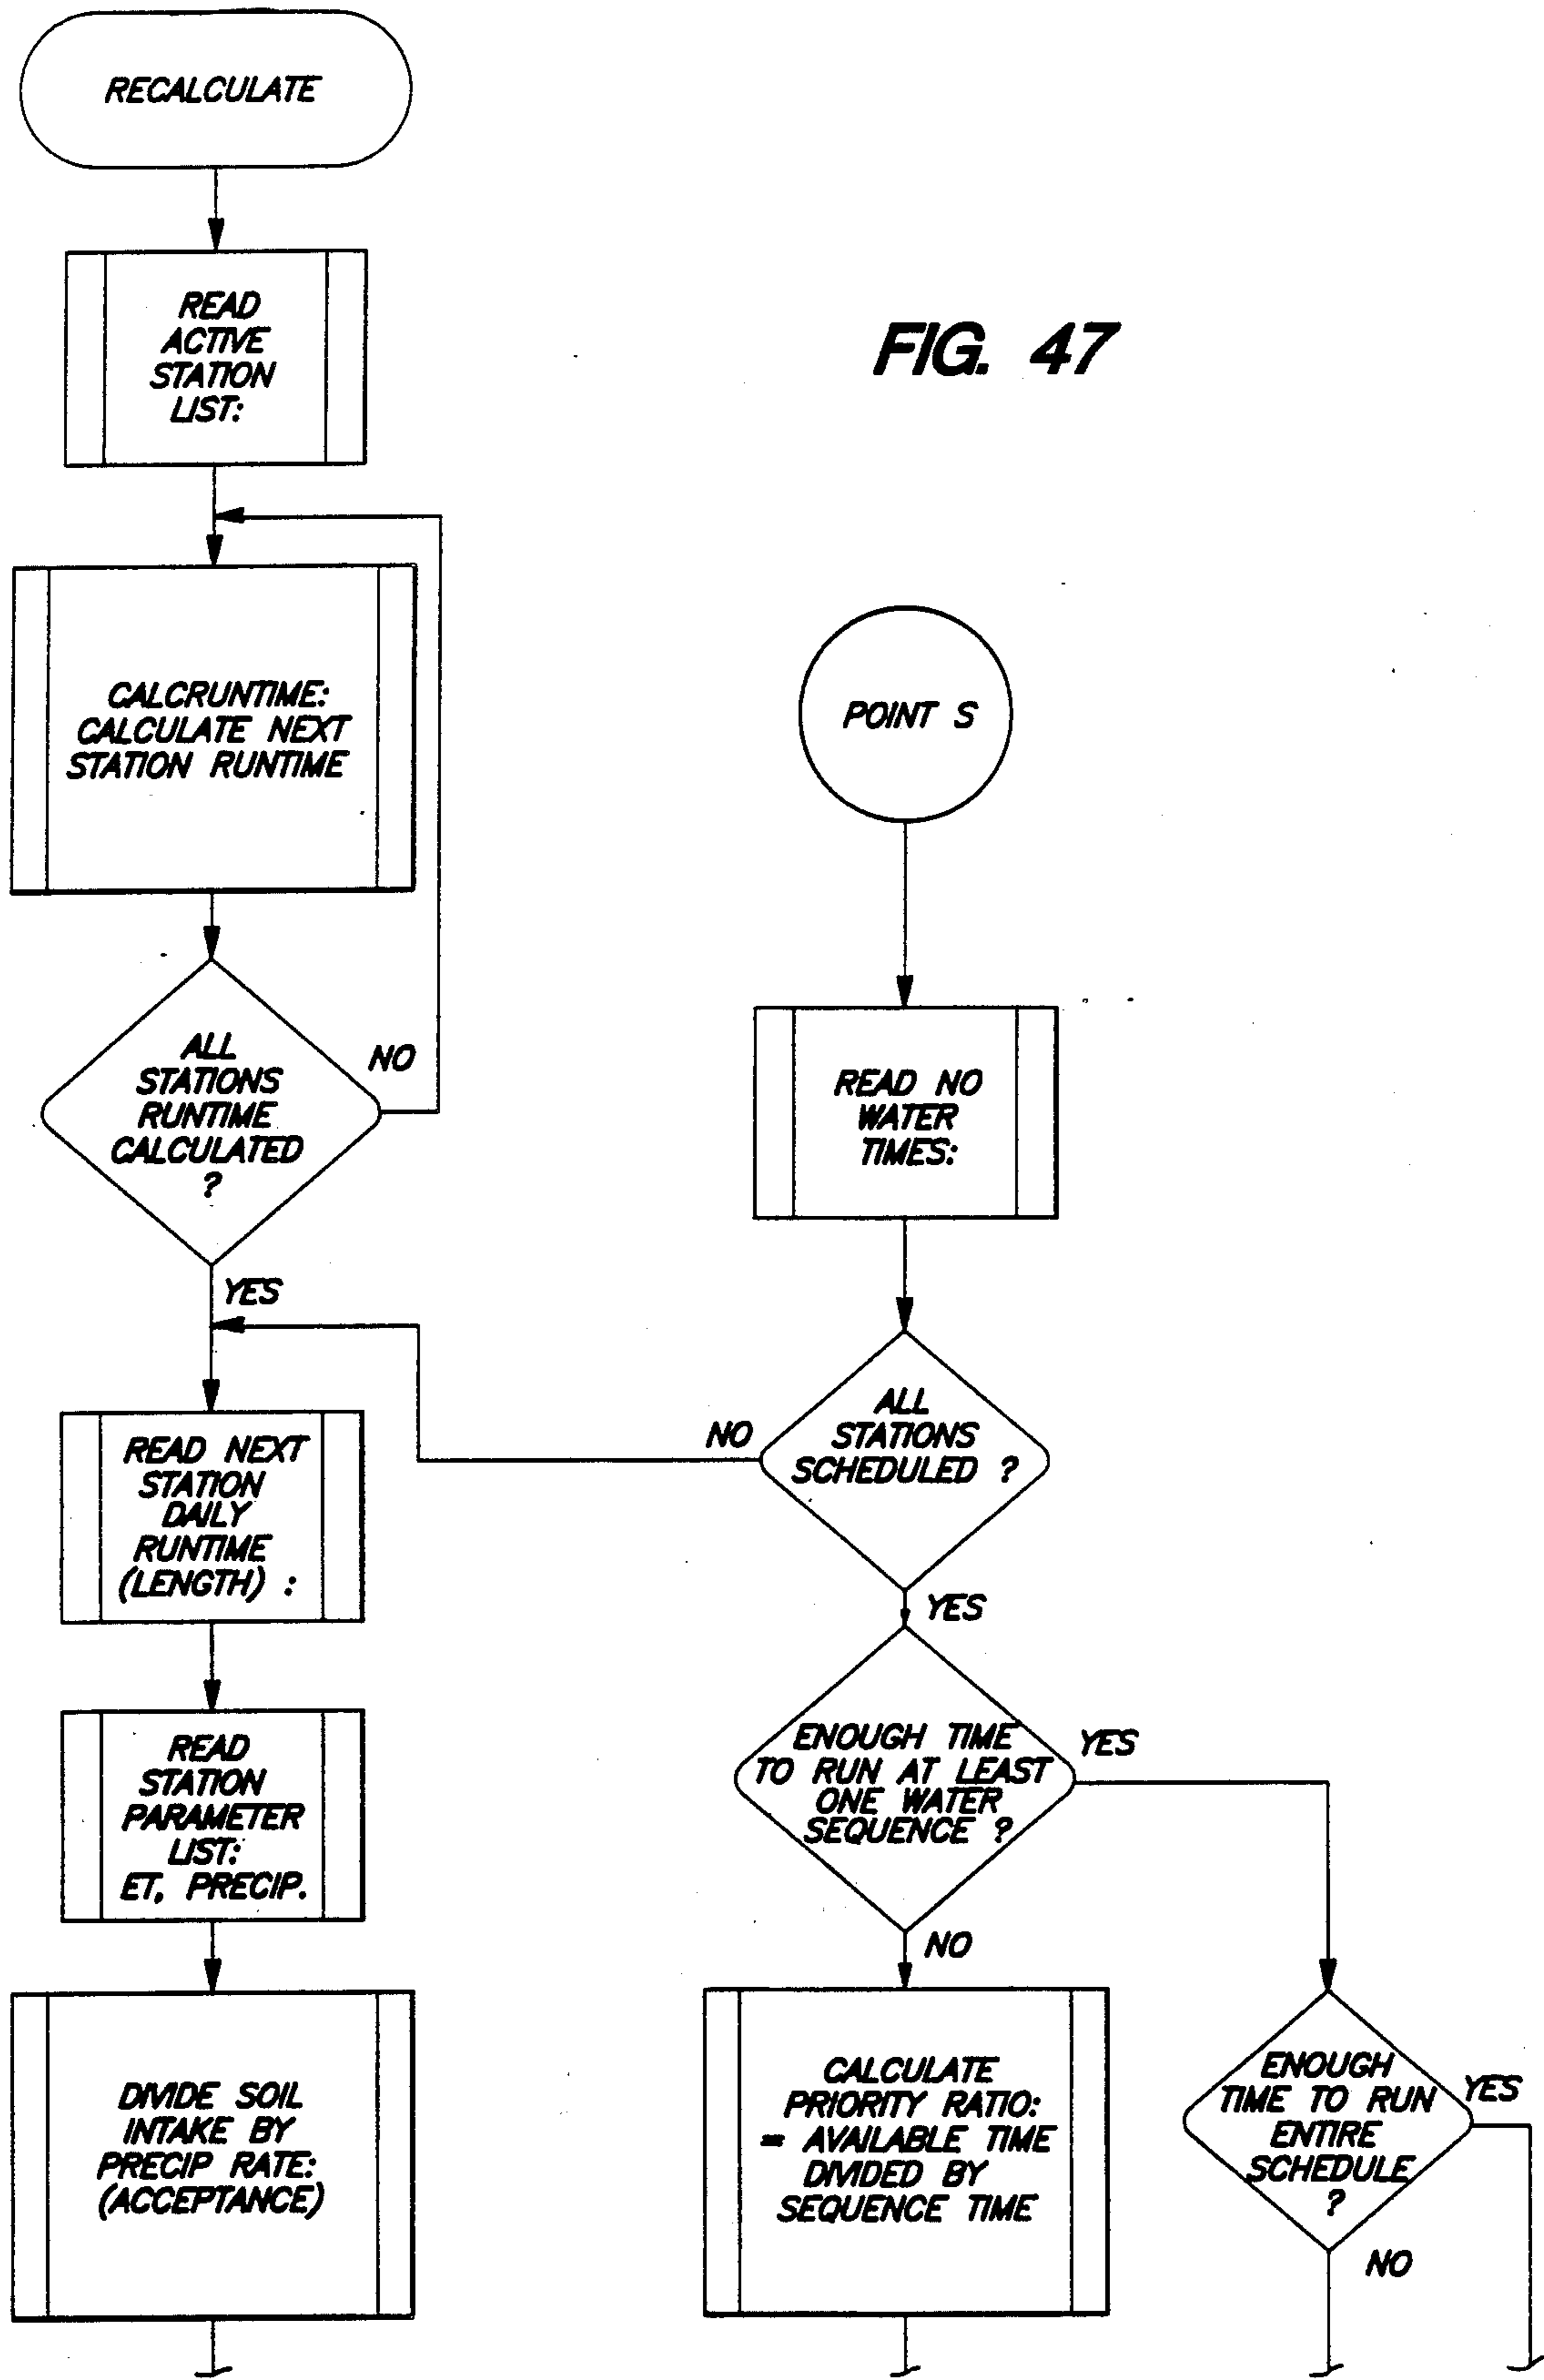 RECALCULATE
READ
ACTIVE
STATION
LIST:
FIG. 47
CALCRUNTIME:
CALCULATE NEXT
STATION RUNTIME
ALL
STATIONS
RUNTIME
CALCULATED
?
NO
YES
READ NEXT
STATION
DAILY
RUNTIME
(LENGTH) :
READ
STATION
PARAMETER
LIST:
ET, PRECIP.
DIVIDE SOIL
INTAKE BY
PRECIP RATE:
(ACCEPTANCE)
POINT S
READ NO
WATER
TIMES:
ALL
STATIONS
SCHEDULED ?
NO
YES
ENOUGH TIME
TO RUN AT LEAST
ONE WATER
SEQUENCE ?
YES
NO
CALCULATE
PRIORITY RATIO:
= AVAILABLE TIME
DIVIDED BY
SEQUENCE TIME
ENOUGH
TIME TO RUN
ENTIRE
SCHEDULE
?
YES
NO